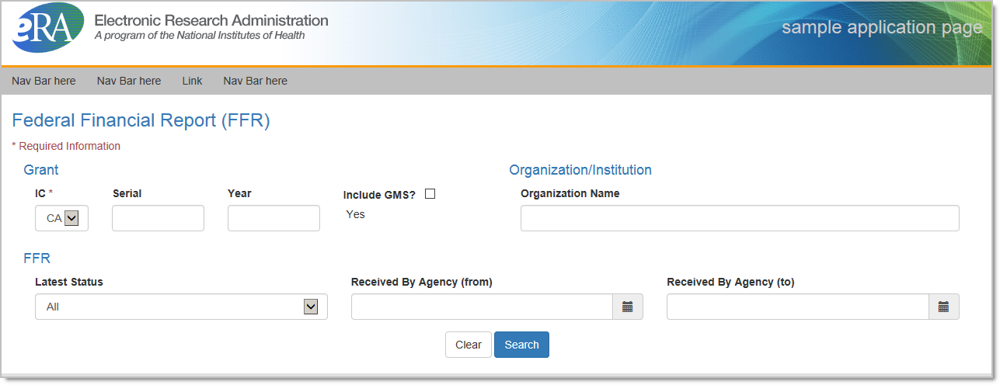 eRA Electronic Research Administration
A program of the National Institutes of Health
sample application page
Nav Bar here Nav Bar here Link Nav Bar here
Federal Financial Report (FFR)
* Required Information
Grant Organization/Institution
IC * Serial Year Include GMS? Organization Name
CA Yes
FFR
Latest Status Received By Agency (from) Received By Agency (to)
All
Clear Search